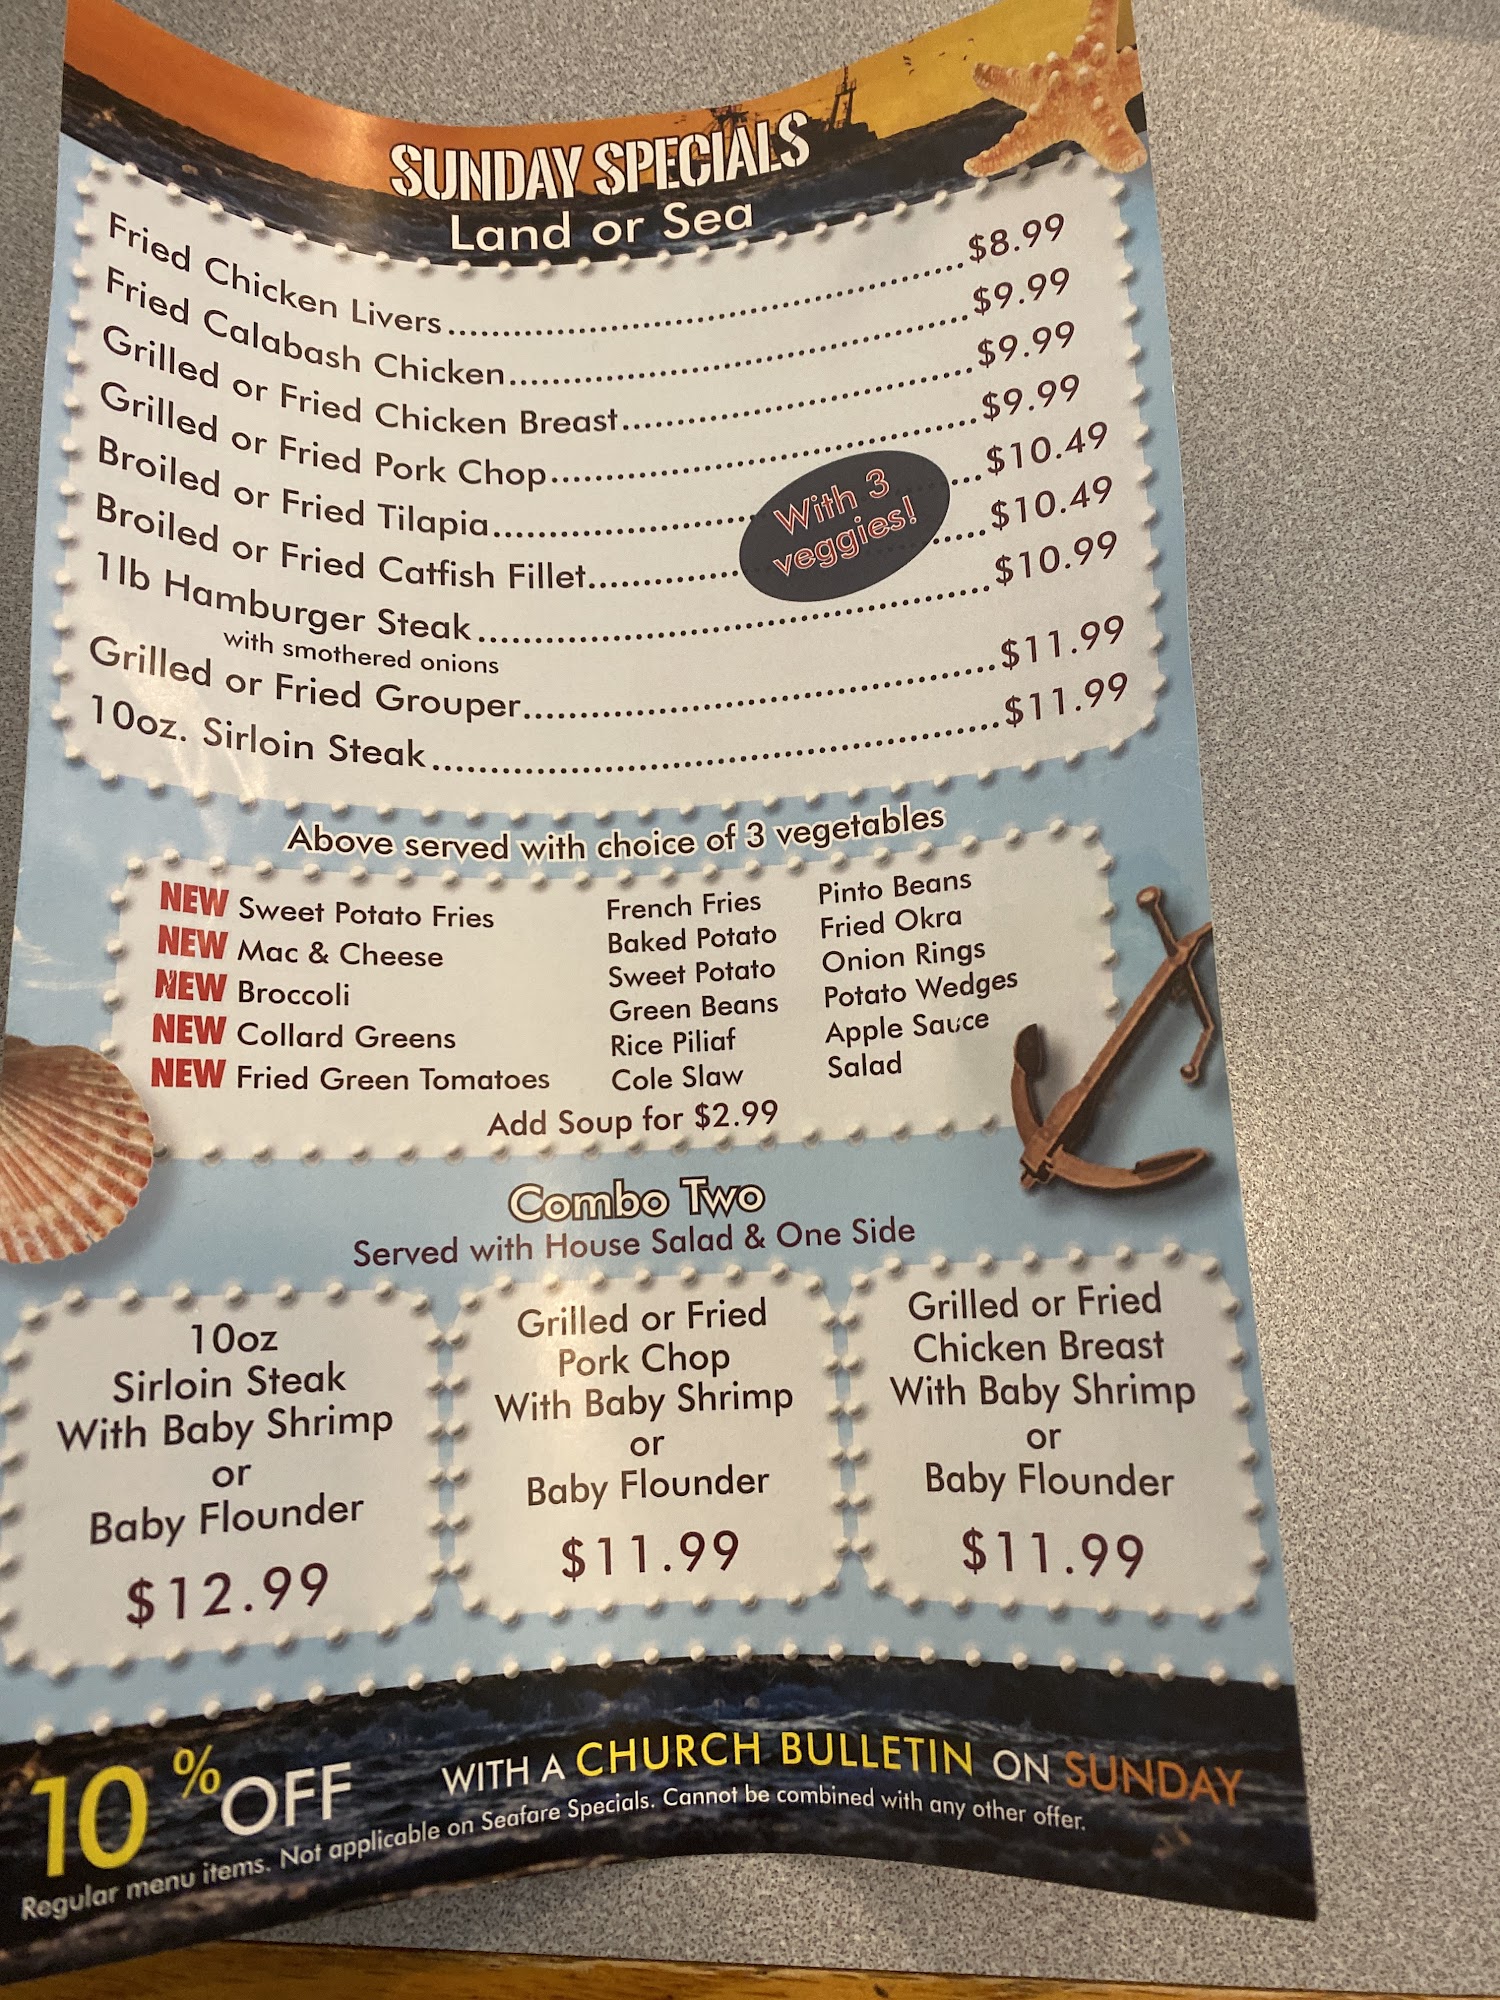 SUNDAY SPECIALS
Land or Sea
Fried Chicken Livers $8.99
Fried Calabash Chicken $9.99
Grilled or Fried Chicken Breast $9.99
Grilled or Fried Pork Chop $9.99
Broiled or Fried Tilapia $10.49
Broiled or Fried Catfish Fillet $10.49
With 3
veggies!
1lb Hamburger Steak $10.99
with smothered onions
Grilled or Fried Grouper $11.99
10oz. Sirloin Steak $11.99
Above served with choice of 3 vegetables
NEW Sweet Potato Fries
NEW Mac & Cheese
NEW Broccoli
NEW Collard Greens
NEW Fried Green Tomatoes
French Fries
Baked Potato
Sweet Potato
Green Beans
Rice Piliaf
Cole Slaw
Pinto Beans
Fried Okra
Onion Rings
Potato Wedges
Apple Sauce
Salad
Add Soup for $2.99
Combo Two
Served with House Salad & One Side
10oz
Sirloin Steak
With Baby Shrimp
or
Baby Flounder
$12.99
Grilled or Fried
Pork Chop
With Baby Shrimp
or
Baby Flounder
$11.99
Grilled or Fried
Chicken Breast
With Baby Shrimp
or
Baby Flounder
$11.99
10% OFF WITH A CHURCH BULLETIN ON SUNDAY
Regular menu items. Not applicable on Seafare Specials. Cannot be combined with any other offer.